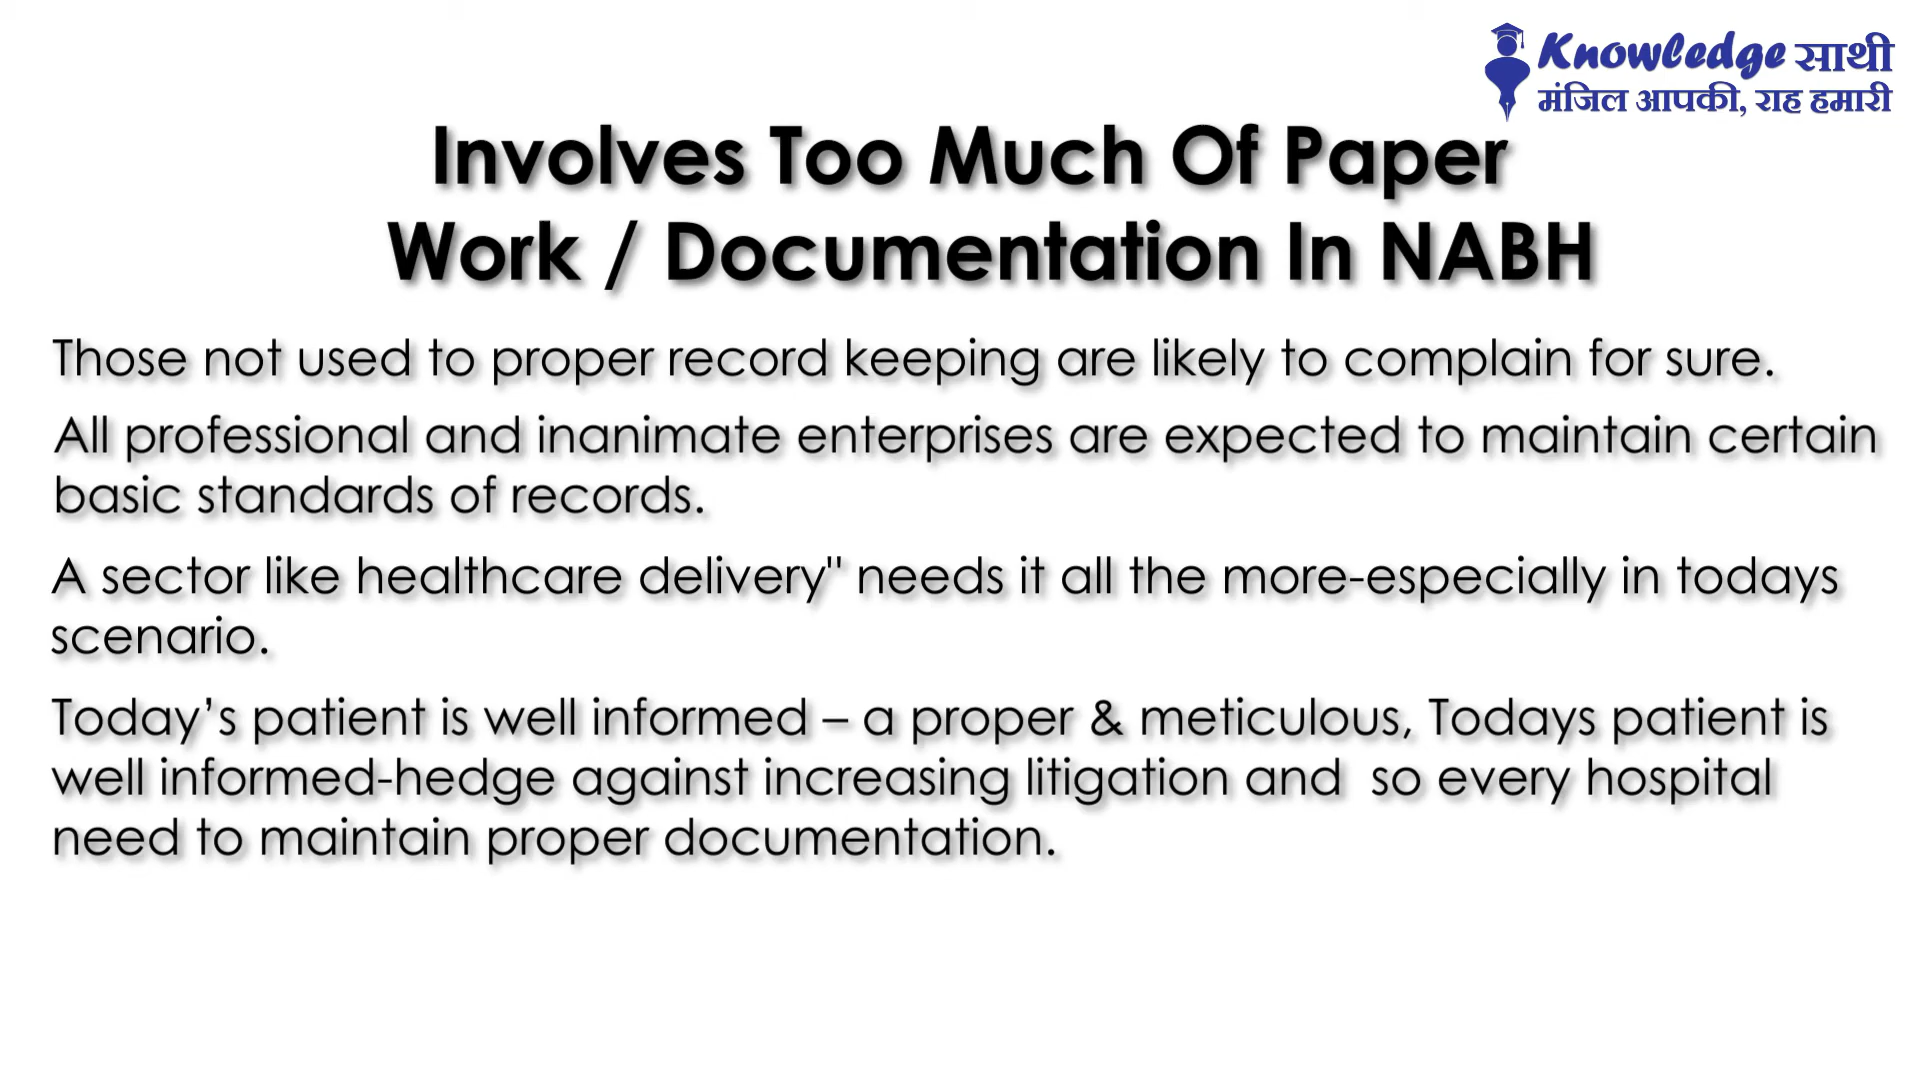 Knowledge साथी
मंजिल आपकी, राह हमारी
Involves Too Much Of Paper
Work / Documentation In NABH
Those not used to proper record keeping are likely to complain for sure.
All professional and inanimate enterprises are expected to maintain certain
basic standards of records.
A sector like healthcare delivery" needs it all the more-especially in todays
scenario.
Today’s patient is well informed – a proper & meticulous, Todays patient is
well informed-hedge against increasing litigation and  so every hospital
need to maintain proper documentation.